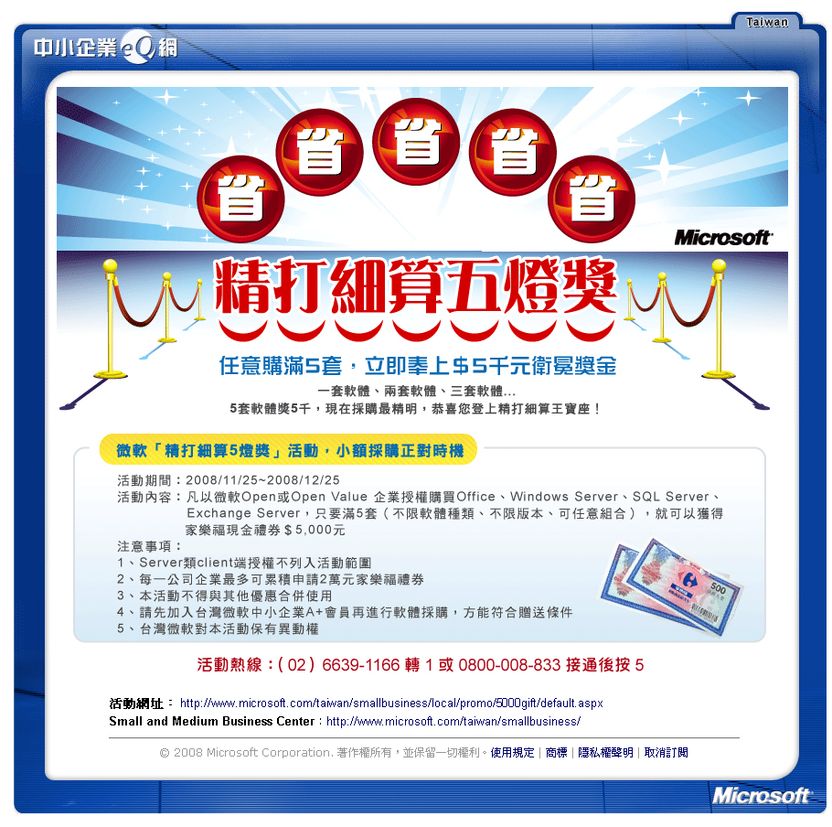 Taiwan
中小企業eQ網
省 省 省 省 省
Microsoft
精打細算五燈獎
任意購滿5套，立即奉上$5千元衛冕獎金
一套軟體、兩套軟體、三套軟體...
5套軟體獎5千，現在採購最精明，恭喜您登上精打細算王寶座！
微軟「精打細算5燈獎」活動，小額採購正對時機
活動期間：2008/11/25~2008/12/25
活動內容：凡以微軟Open或Open Value 企業授權購買Office、Windows Server、SQL Server、
Exchange Server，只要滿5套（不限軟體種類、不限版本、可任意組合），就可以獲得
家樂福現金禮券＄5,000元
注意事項：
1、Server類client端授權不列入活動範圍
2、每一公司企業最多可累積申請2萬元家樂福禮券
3、本活動不得與其他優惠合併使用
4、請先加入台灣微軟中小企業A+會員再進行軟體採購，方能符合贈送條件
5、台灣微軟對本活動保有異動權
500
活動熱線：（02）6639-1166 轉 1 或 0800-008-833 接通後按 5
活動網址： http://www.microsoft.com/taiwan/smallbusiness/local/promo/5000gift/default.aspx
Small and Medium Business Center：http://www.microsoft.com/taiwan/smallbusiness/
© 2008 Microsoft Corporation. 著作權所有，並保留一切權利。使用規定 | 商標 | 隱私權聲明 | 取消訂閱
Microsoft